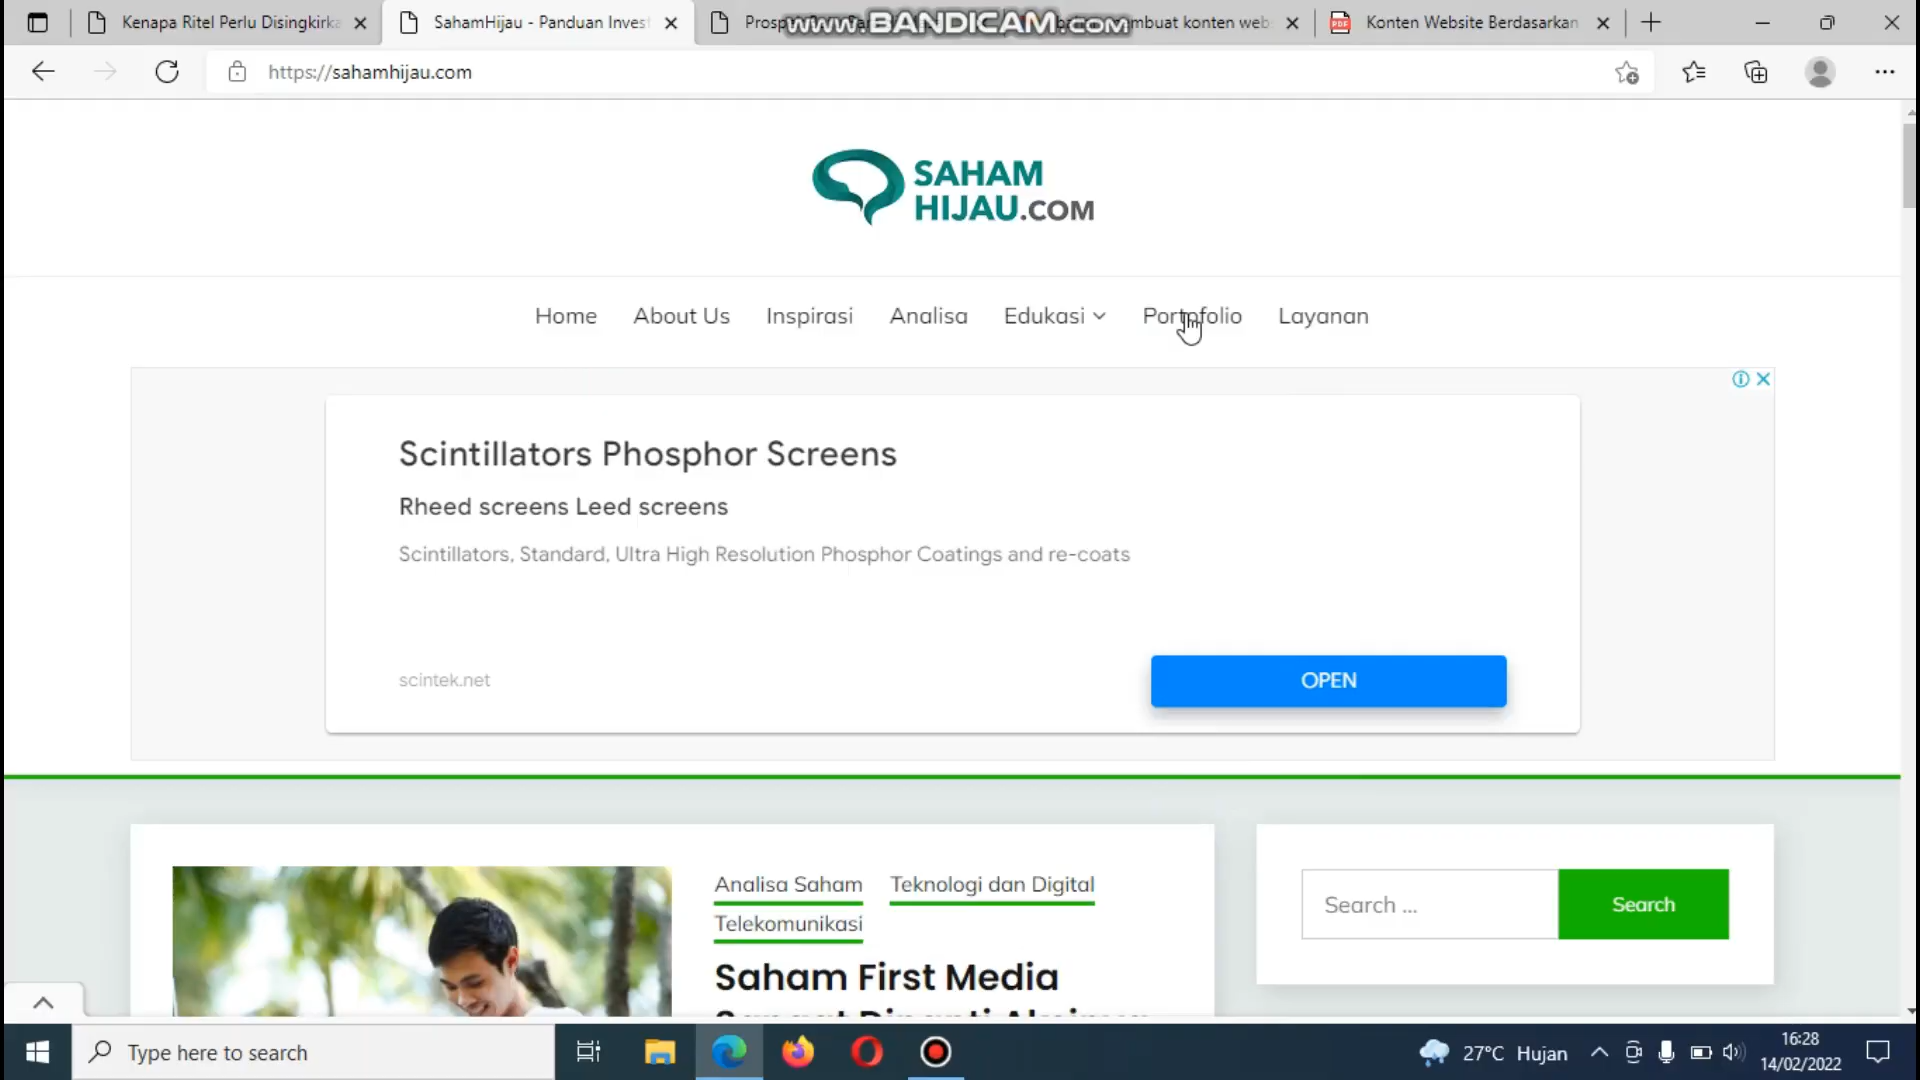 Kenapa Ritel Perlu Disingkirka
SahamHijau - Panduan Invest
Prosp
www.BANDICAM.com
mbuat konten web
Konten Website Berdasarkan
https://sahamhijau.com
SAHAM
HIJAU.COM
Home About Us Inspirasi Analisa Edukasi Portofolio Layanan
Scintillators Phosphor Screens
Rheed screens Leed screens
Scintillators, Standard, Ultra High Resolution Phosphor Coatings and re-coats
scintek.net
OPEN
Analisa Saham Teknologi dan Digital
Telekomunikasi
Saham First Media
Search ...
Search
Type here to search
27°C Hujan
16:28
14/02/2022